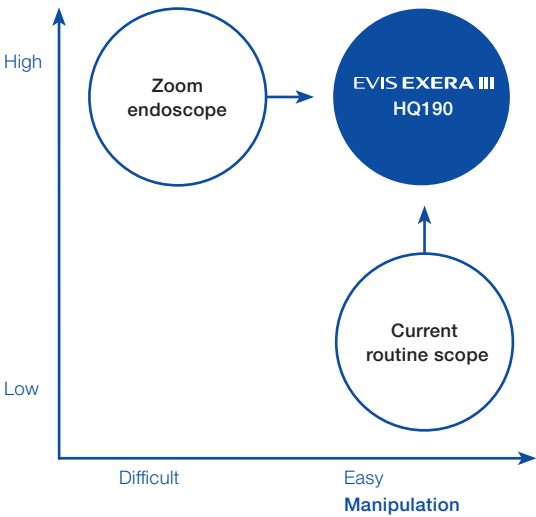 High
Zoom
endoscope
EVIS EXERA III
HQ190
Current
routine scope
Low
Difficult
Easy
Manipulation